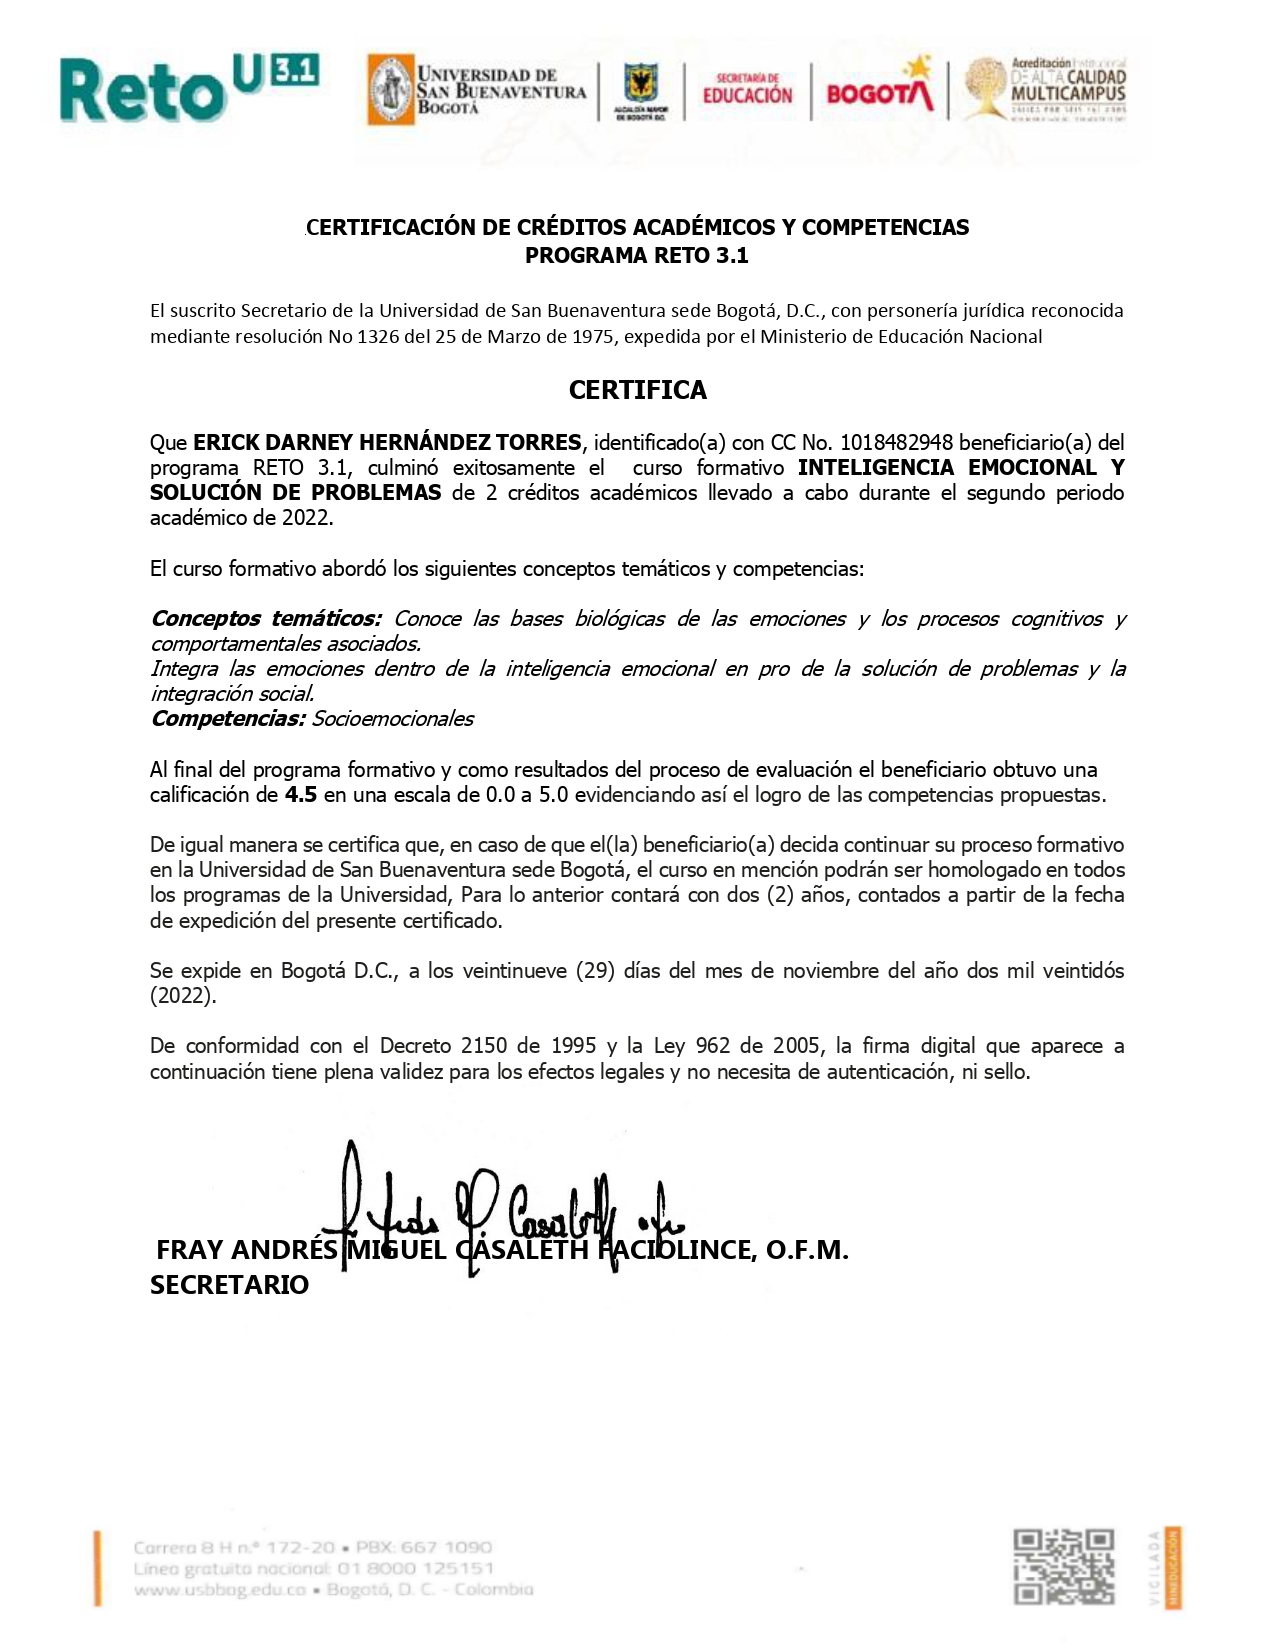 Reto U 3.1
UNIVERSIDAD DE
SAN BUENAVENTURA
BOGOTÁ
ALCALDÍA MAYOR
DE BOGOTÁ D.C.
SECRETARÍA DE
EDUCACIÓN
BOGOTÁ
Acreditación Institucional
DE ALTA CALIDAD
MULTICAMPUS
CERTIFICACIÓN DE CRÉDITOS ACADÉMICOS Y COMPETENCIAS
PROGRAMA RETO 3.1
El suscrito Secretario de la Universidad de San Buenaventura sede Bogotá, D.C., con personería jurídica reconocida
mediante resolución No 1326 del 25 de Marzo de 1975, expedida por el Ministerio de Educación Nacional
CERTIFICA
Que ERICK DARNEY HERNÁNDEZ TORRES, identificado(a) con CC No. 1018482948 beneficiario(a) del
programa RETO 3.1, culminó exitosamente el curso formativo INTELIGENCIA EMOCIONAL Y
SOLUCIÓN DE PROBLEMAS de 2 créditos académicos llevado a cabo durante el segundo periodo
académico de 2022.
El curso formativo abordó los siguientes conceptos temáticos y competencias:
Conceptos temáticos: Conoce las bases biológicas de las emociones y los procesos cognitivos y
comportamentales asociados.
Integra las emociones dentro de la inteligencia emocional en pro de la solución de problemas y la
integración social.
Competencias: Socioemocionales
Al final del programa formativo y como resultados del proceso de evaluación el beneficiario obtuvo una
calificación de 4.5 en una escala de 0.0 a 5.0 evidenciando así el logro de las competencias propuestas.
De igual manera se certifica que, en caso de que el(la) beneficiario(a) decida continuar su proceso formativo
en la Universidad de San Buenaventura sede Bogotá, el curso en mención podrán ser homologado en todos
los programas de la Universidad, Para lo anterior contará con dos (2) años, contados a partir de la fecha
de expedición del presente certificado.
Se expide en Bogotá D.C., a los veintinueve (29) días del mes de noviembre del año dos mil veintidós
(2022).
De conformidad con el Decreto 2150 de 1995 y la Ley 962 de 2005, la firma digital que aparece a
continuación tiene plena validez para los efectos legales y no necesita de autenticación, ni sello.
FRAY ANDRÉS MIGUEL CASALETH FACIOLINCE, O.F.M.
SECRETARIO
Carrera 8 H n.º 172-20 • PBX: 667 1090
Línea gratuita nacional: 01 8000 125151
www.usbbog.edu.co • Bogotá, D. C. - Colombia
VIGILADA
MINEDUCACIÓN